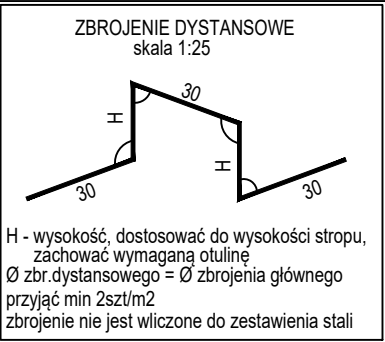 ZBROJENIE DYSTANSOWE
skala 1:25
30
H
H
30
30
H - wysokość, dostosować do wysokości stropu,
zachować wymaganą otulinę
Ø zbr.dystansowego = Ø zbrojenia głównego
przyjąć min 2szt/m2
zbrojenie nie jest wliczone do zestawienia stali